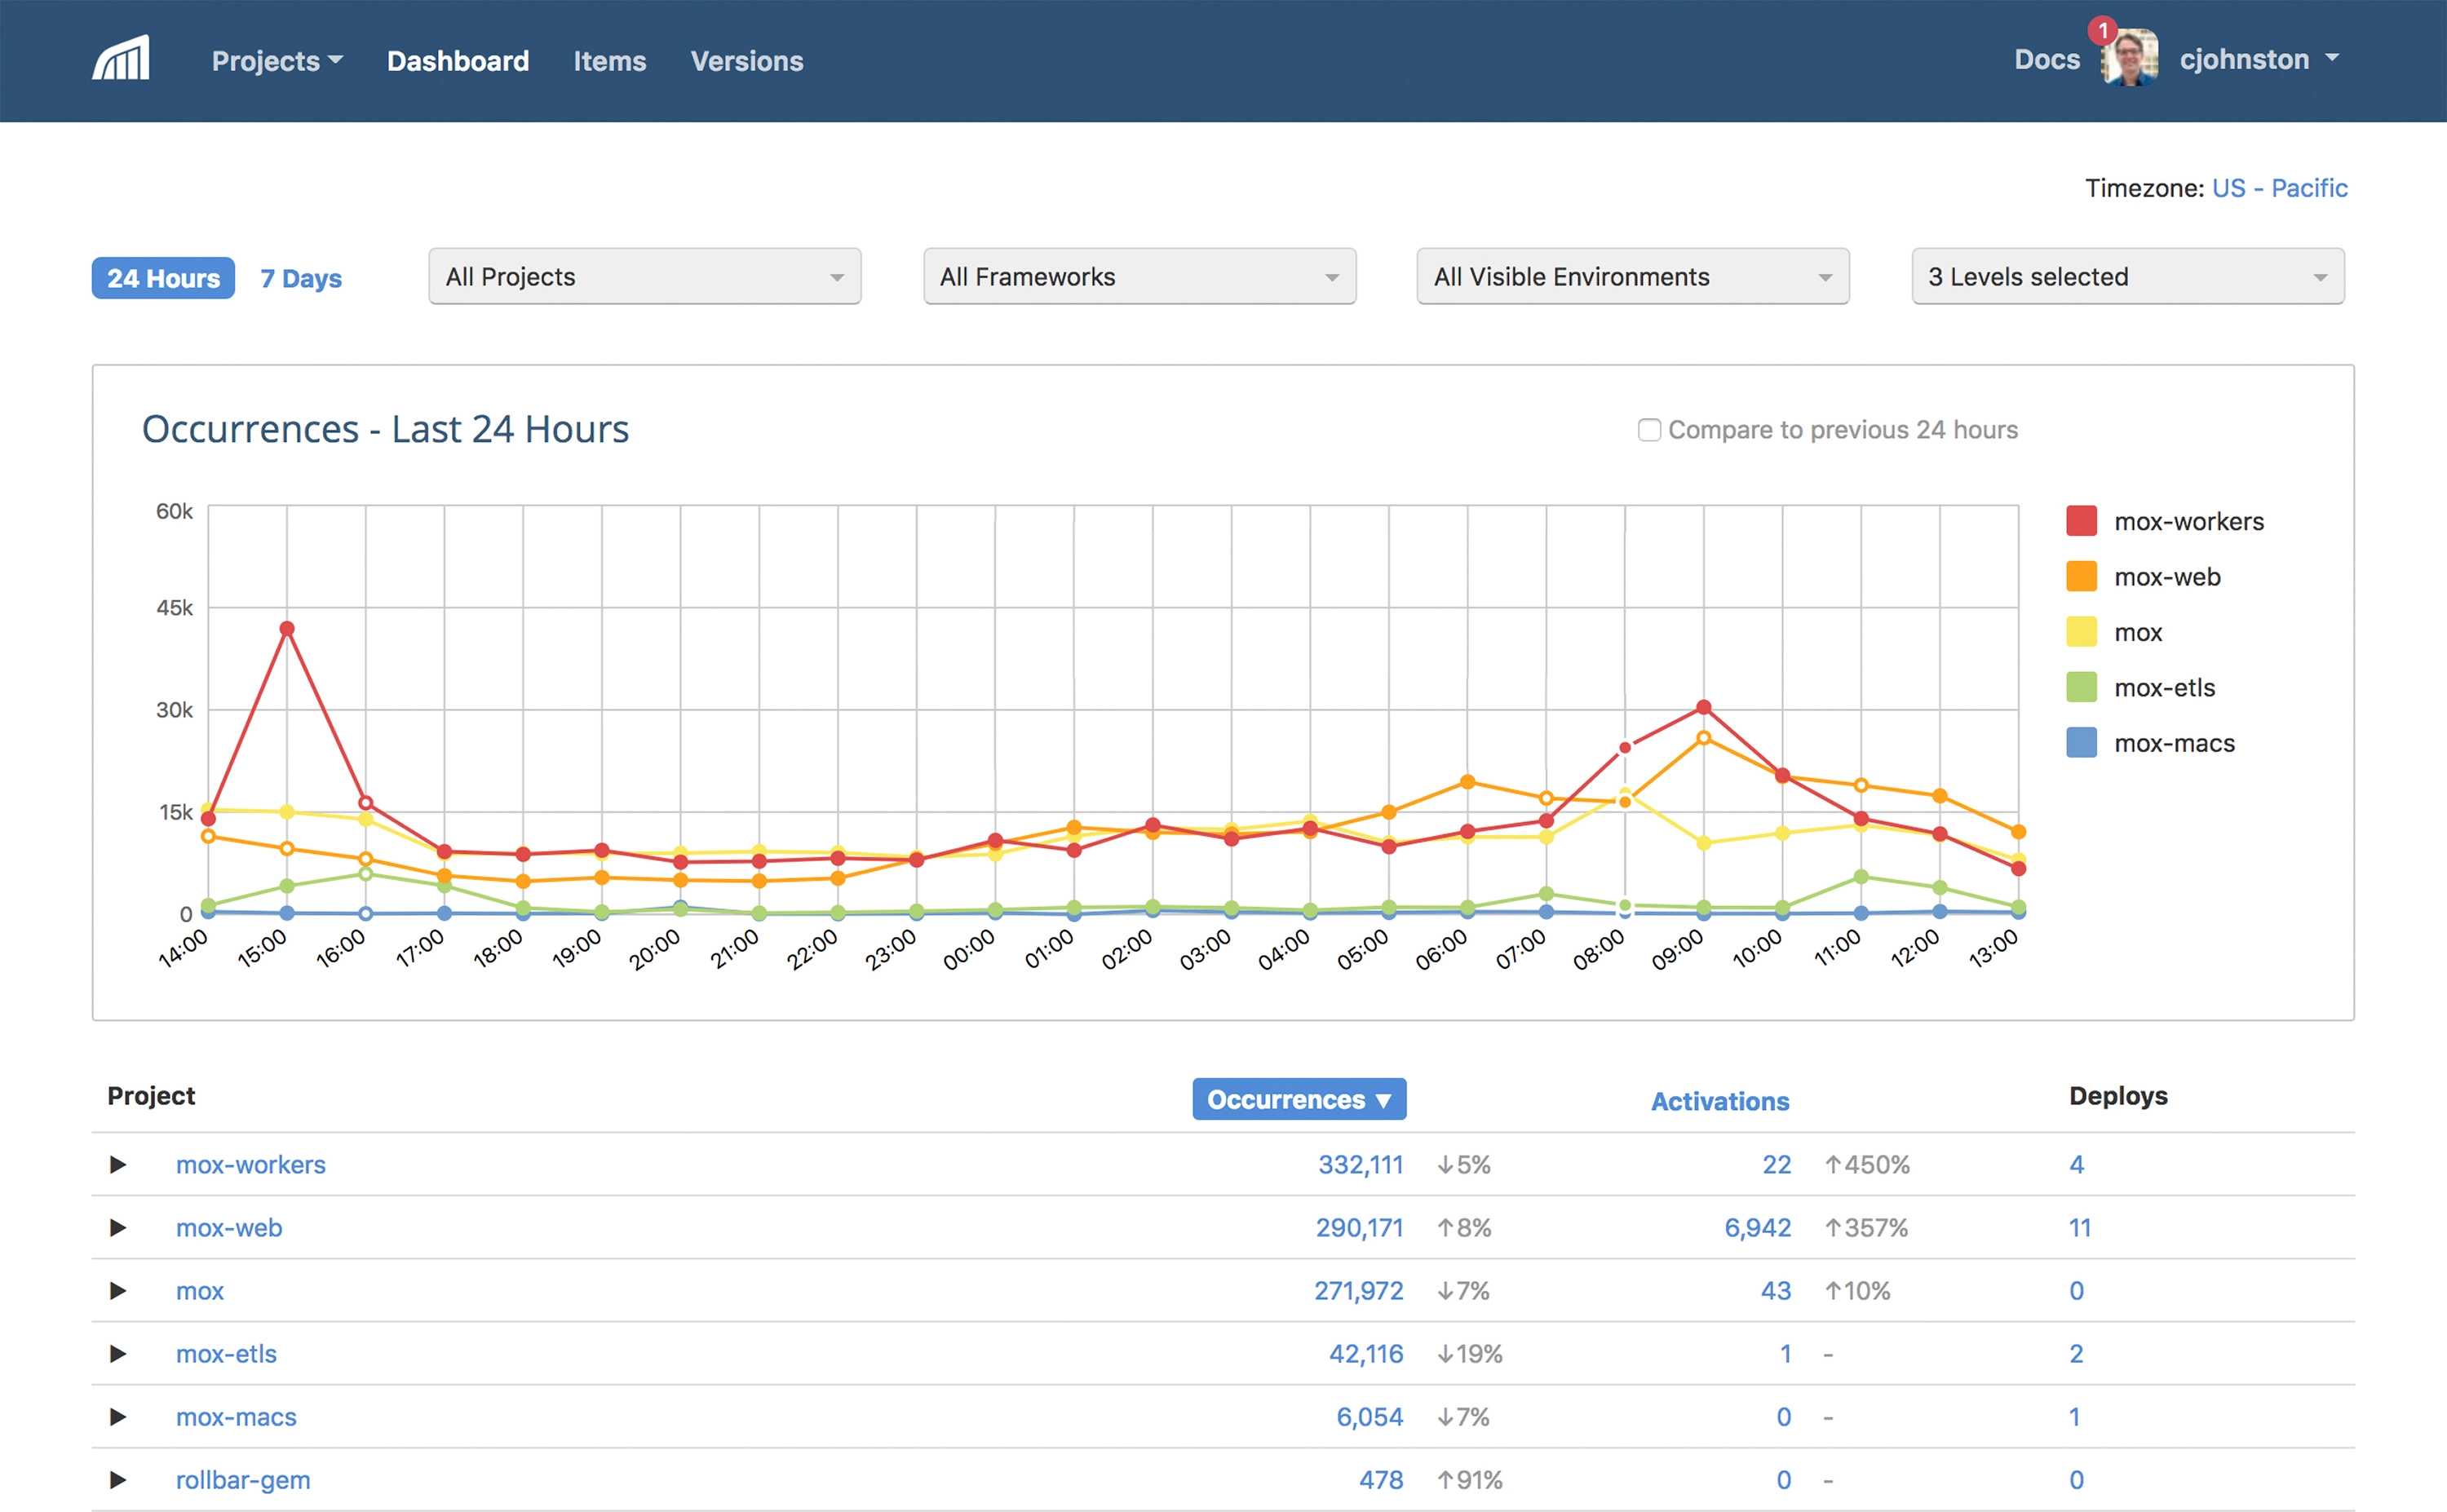 Projects Dashboard Items Versions Docs 1 cjohnston
Timezone: US - Pacific
24 Hours 7 Days All Projects All Frameworks All Visible Environments 3 Levels selected
Occurrences - Last 24 Hours Compare to previous 24 hours
60k
45k
30k
15k
0
14:00 15:00 16:00 17:00 18:00 19:00 20:00 21:00 22:00 23:00 00:00 01:00 02:00 03:00 04:00 05:00 06:00 07:00 08:00 09:00 10:00 11:00 12:00 13:00
mox-workers
mox-web
mox
mox-etls
mox-macs
Project Occurrences ▼ Activations Deploys
▶ mox-workers 332,111 ↓5% 22 ↑450% 4
▶ mox-web 290,171 ↑8% 6,942 ↑357% 11
▶ mox 271,972 ↓7% 43 ↑10% 0
▶ mox-etls 42,116 ↓19% 1 - 2
▶ mox-macs 6,054 ↓7% 0 - 1
▶ rollbar-gem 478 ↑91% 0 - 0